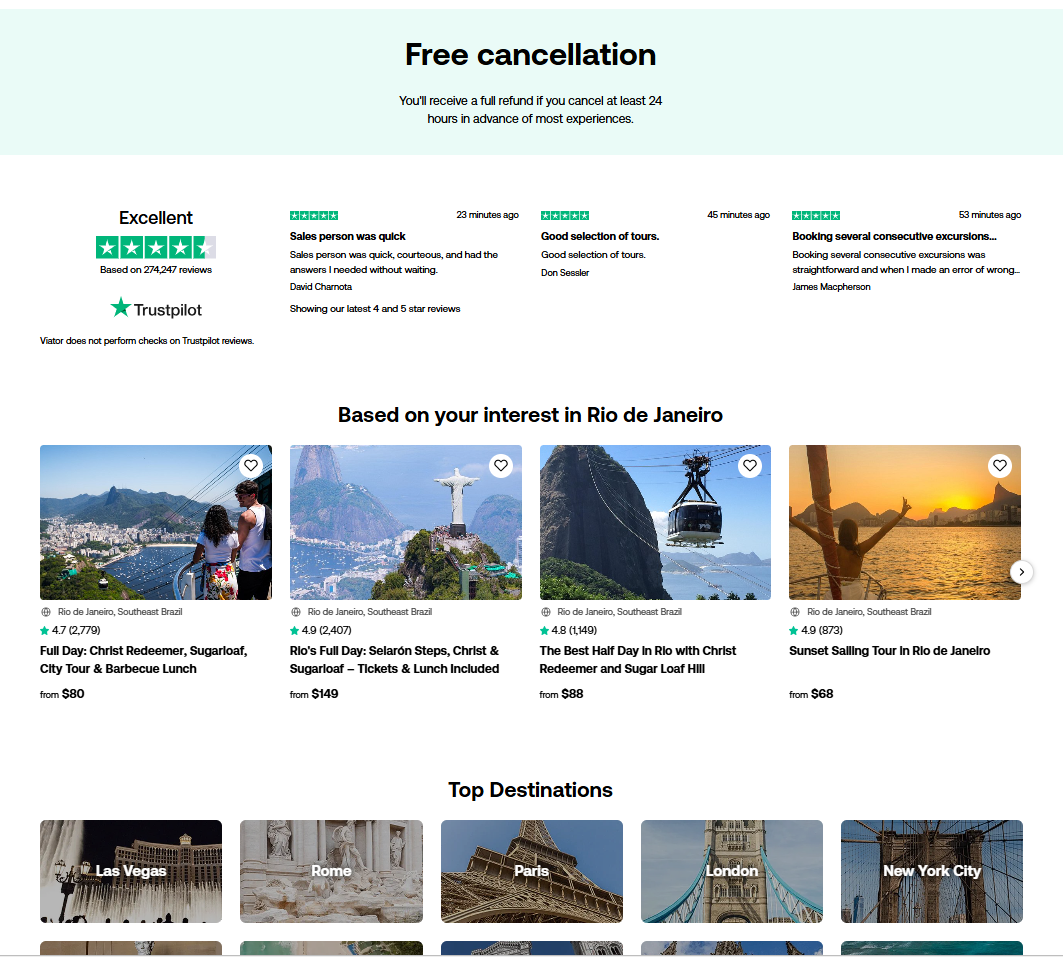 Free cancellation
You'll receive a full refund if you cancel at least 24
hours in advance of most experiences.
Excellent
Based on 274,247 reviews
Trustpilot
Viator does not perform checks on Trustpilot reviews.
23 minutes ago
Sales person was quick
Sales person was quick, courteous, and had the
answers I needed without waiting.
David Charnota
Showing our latest 4 and 5 star reviews
45 minutes ago
Good selection of tours.
Good selection of tours.
Don Sessler
53 minutes ago
Booking several consecutive excursions...
Booking several consecutive excursions was
straightforward and when I made an error of wrong...
James Macpherson
Based on your interest in Rio de Janeiro
Rio de Janeiro, Southeast Brazil
4.7 (2,779)
Full Day: Christ Redeemer, Sugarloaf,
City Tour & Barbecue Lunch
from $80
Rio de Janeiro, Southeast Brazil
4.9 (2,407)
Rio's Full Day: Selarón Steps, Christ &
Sugarloaf – Tickets & Lunch Included
from $149
Rio de Janeiro, Southeast Brazil
4.8 (1,149)
The Best Half Day in Rio with Christ
Redeemer and Sugar Loaf Hill
from $88
Rio de Janeiro, Southeast Brazil
4.9 (873)
Sunset Sailing Tour in Rio de Janeiro
from $68
Top Destinations
Las Vegas
Rome
Paris
London
New York City